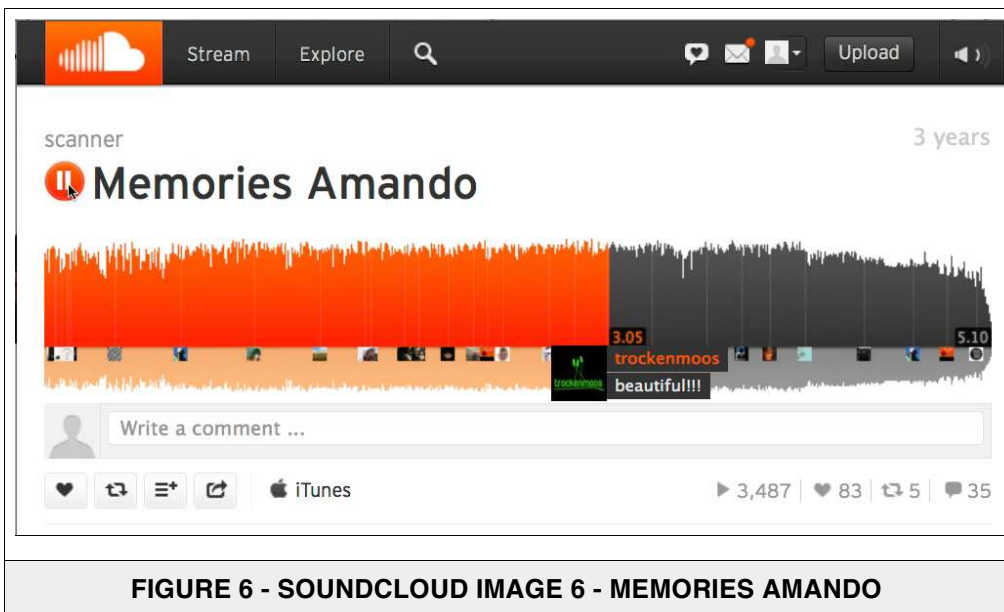 Stream Explore Upload
scanner 3 years
Memories Amando
3.05 5.10
trockenmoos
trockenmoos beautiful!!!
Write a comment ...
iTunes 3,487 83 5 35
FIGURE 6 - SOUNDCLOUD IMAGE 6 - MEMORIES AMANDO